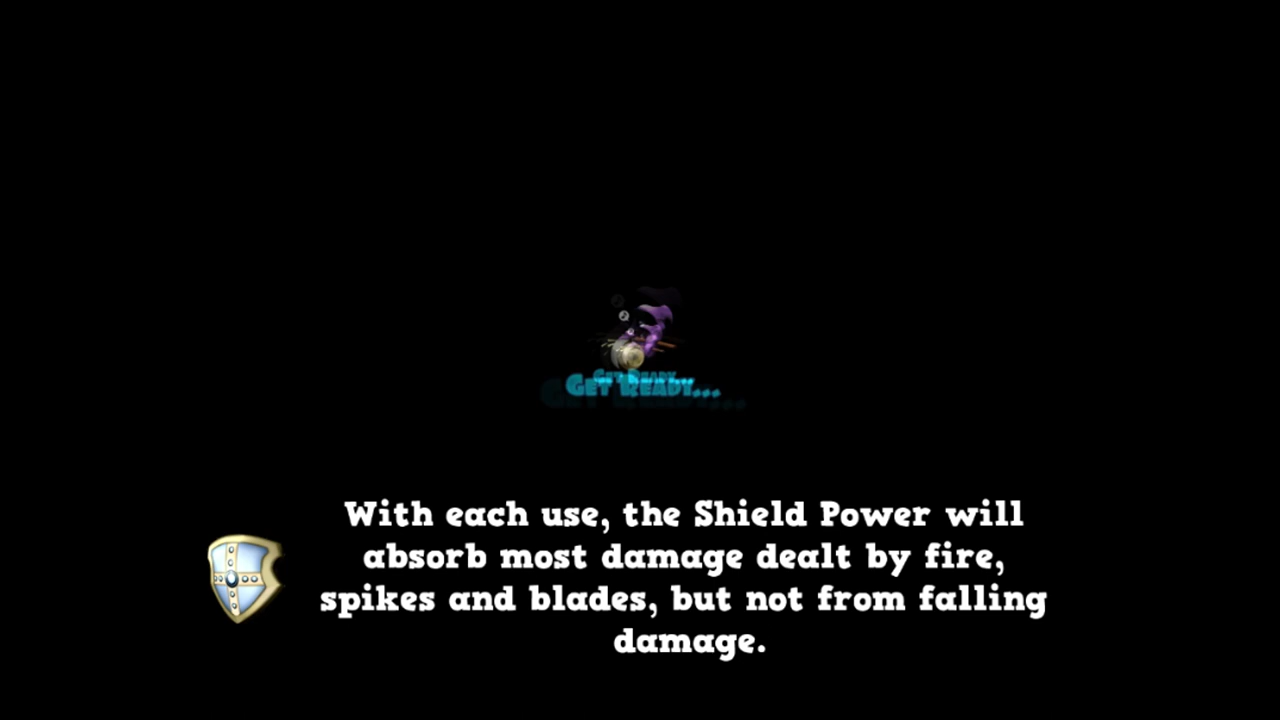 Get Ready...
With each use, the Shield Power will
absorb most damage dealt by fire,
spikes and blades, but not from falling
damage.